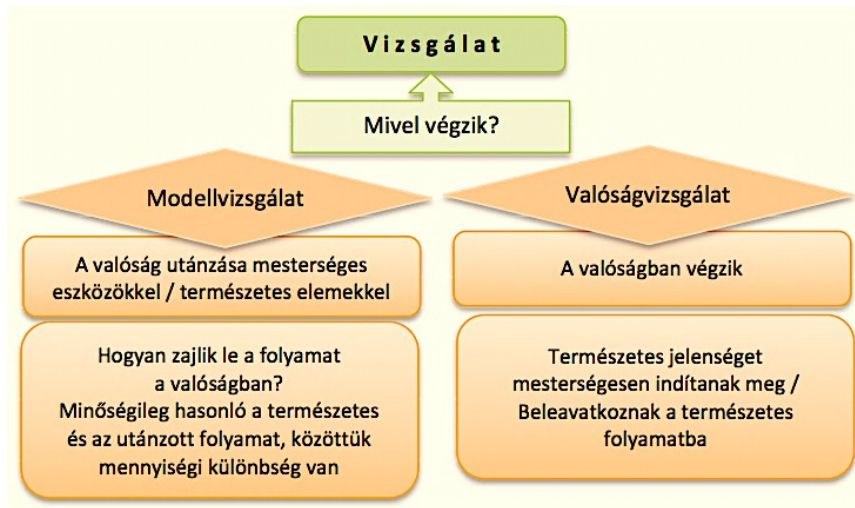 Vizsgálat
Mivel végzik?
Modellvizsgálat
A valóság utánzása mesterséges
eszközökkel / természetes elemekkel
Hogyan zajlik le a folyamat
a valóságban?
Minőségileg hasonló a természetes
és az utánzott folyamat, közöttük
mennyiségi különbség van
Valóságvizsgálat
A valóságban végzik
Természetes jelenséget
mesterségesen indítanak meg /
Beleavatkoznak a természetes
folyamatba